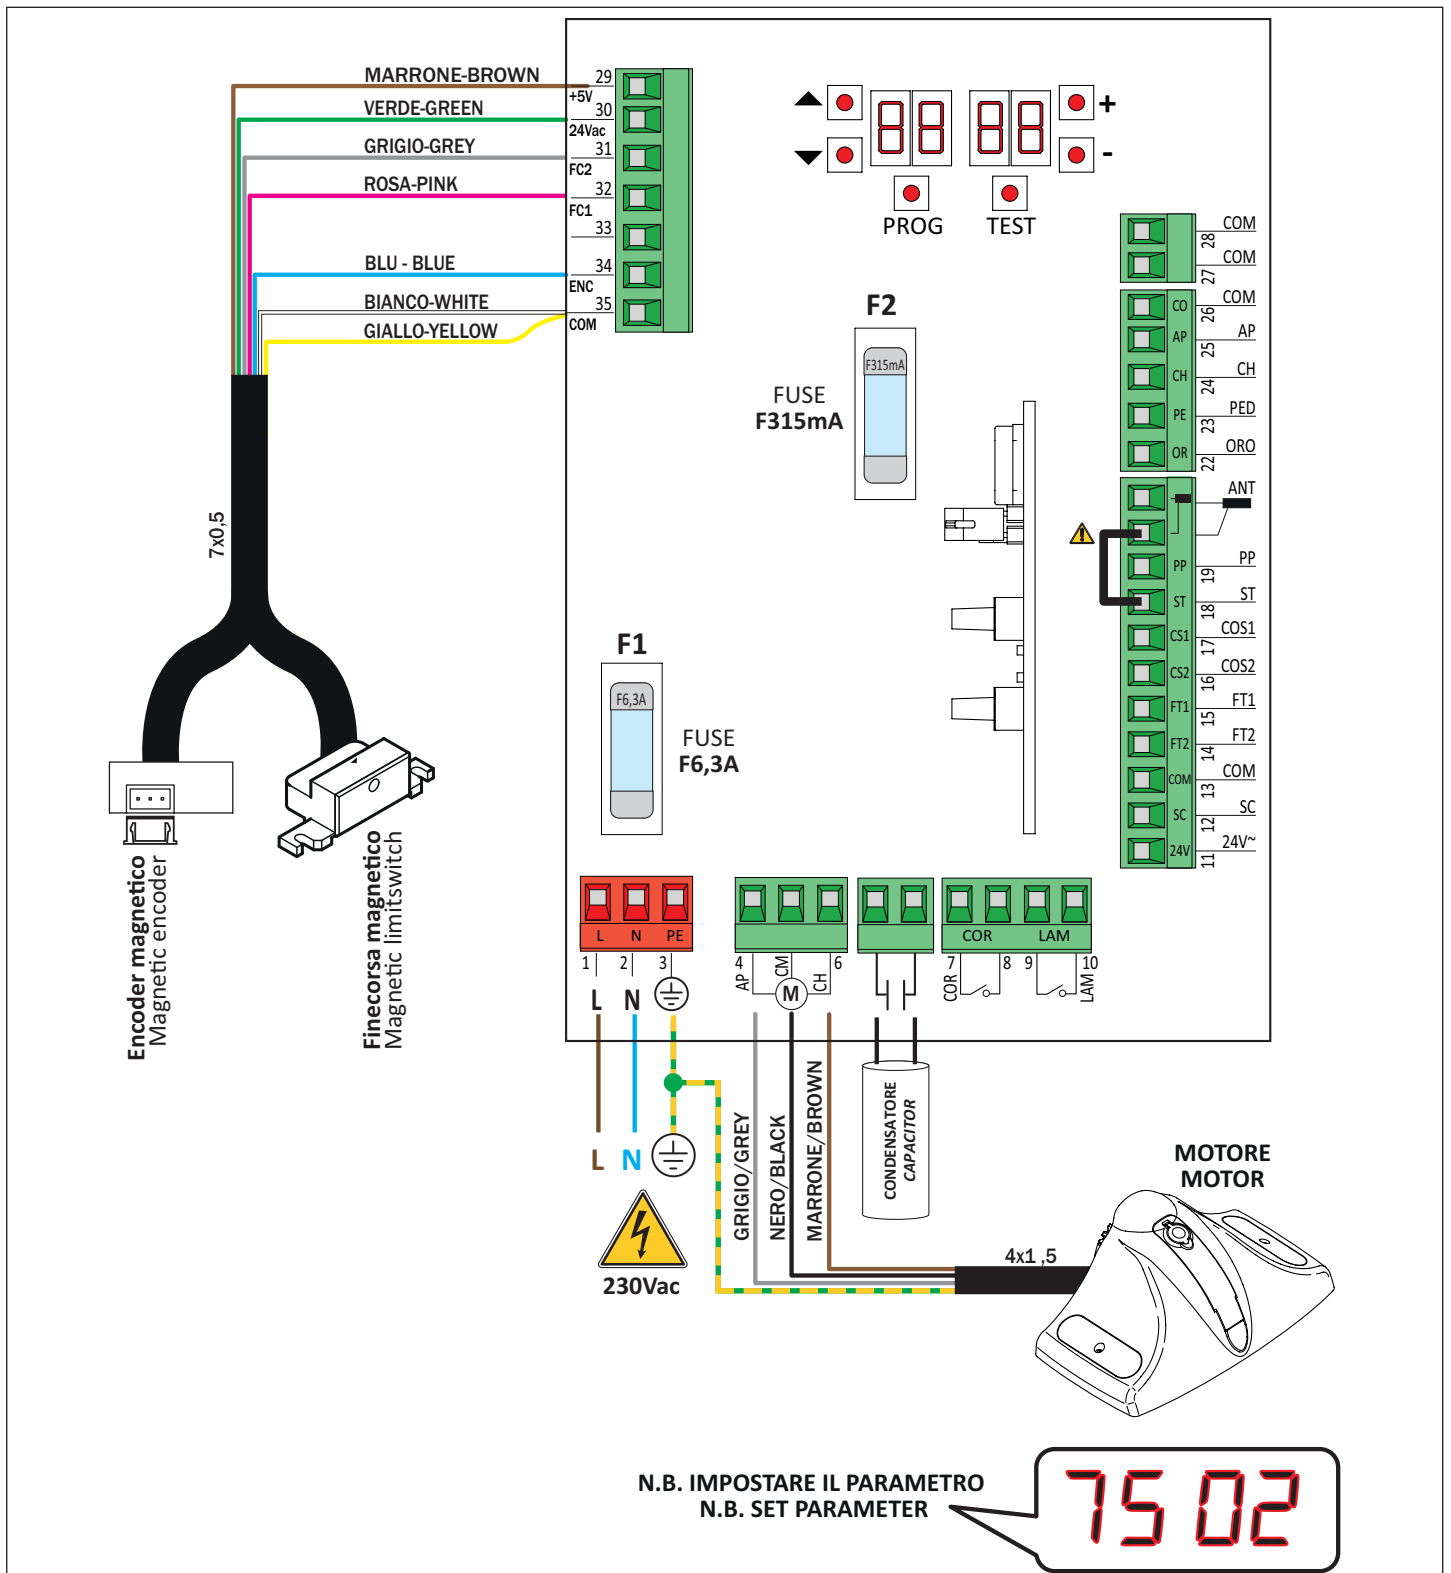 MARRONE-BROWN
29
+5V
VERDE-GREEN
30
24Vac
GRIGIO-GREY
31
FC2
ROSA-PINK
32
FC1
33
BLU - BLUE
34
ENC
BIANCO-WHITE
35
COM
GIALLO-YELLOW
7x0,5
Encoder magnetico
Magnetic encoder
Finecorsa magnetico
Magnetic limitswitch
88 88
+
-
PROG
TEST
F2
F315mA
FUSE
F315mA
F1
F6,3A
FUSE
F6,3A
28 COM
27 COM
CO 26 COM
AP 25 AP
CH 24 CH
PE 23 PED
OR 22 ORO
ANT
PP 19 PP
ST 18 ST
CS1 17 COS1
CS2 16 COS2
FT1 15 FT1
FT2 14 FT2
COM 13 COM
SC 12 SC
24V 11 24V~
L N PE
1 2 3
L N
4 AP CM CH 6
M
COR LAM
7 8 9 10
COR LAM
L N
230Vac
GRIGIO/GREY
NERO/BLACK
MARRONE/BROWN
CONDENSATORE
CAPACITOR
4x1 ,5
MOTORE
MOTOR
N.B. IMPOSTARE IL PARAMETRO
N.B. SET PARAMETER
75 02